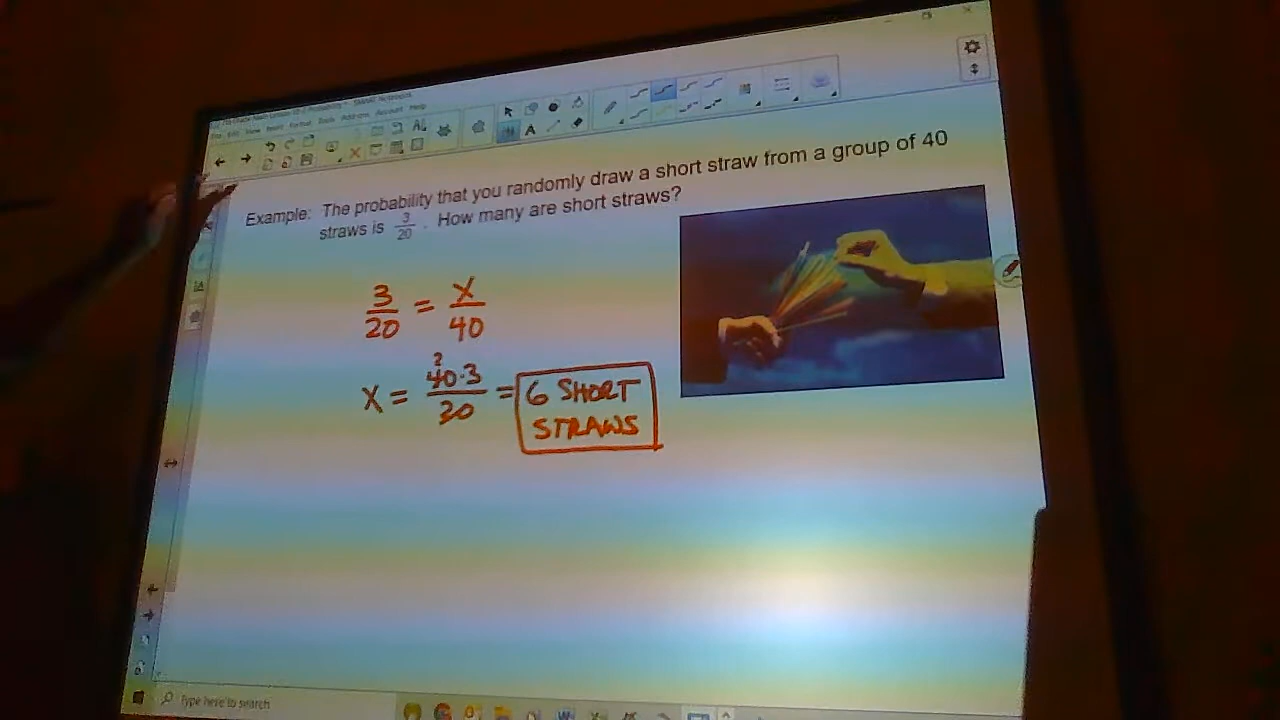 Example: The probability that you randomly draw a short straw from a group of 40
straws is 3/20 . How many are short straws?
3/20 = X/40
2
X = 40·3/20 = 6 SHORT
STRAWS
Type here to search